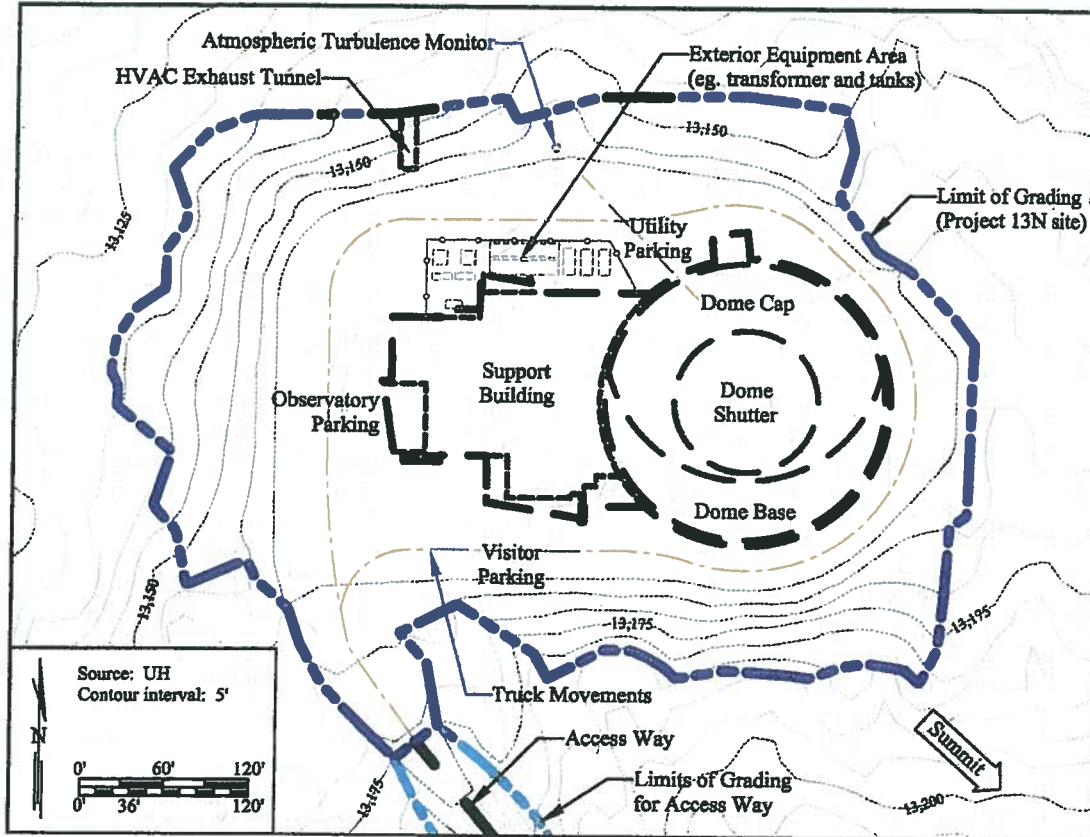 Atmospheric Turbulence Monitor
HVAC Exhaust Tunnel
Exterior Equipment Area
(eg. transformer and tanks)
13,150
13,150
13,125
Limit of Grading
(Project 13N site)
Utility
Parking
Dome Cap
Support
Building
Dome
Shutter
Observatory
Parking
Dome Base
Visitor
Parking
13,150
13,175
13,175
Truck Movements
Source: UH
Contour interval: 5'
N
0' 60' 120'
0' 36' 120'
Access Way
Summit
Limits of Grading
for Access Way
13,175
13,200